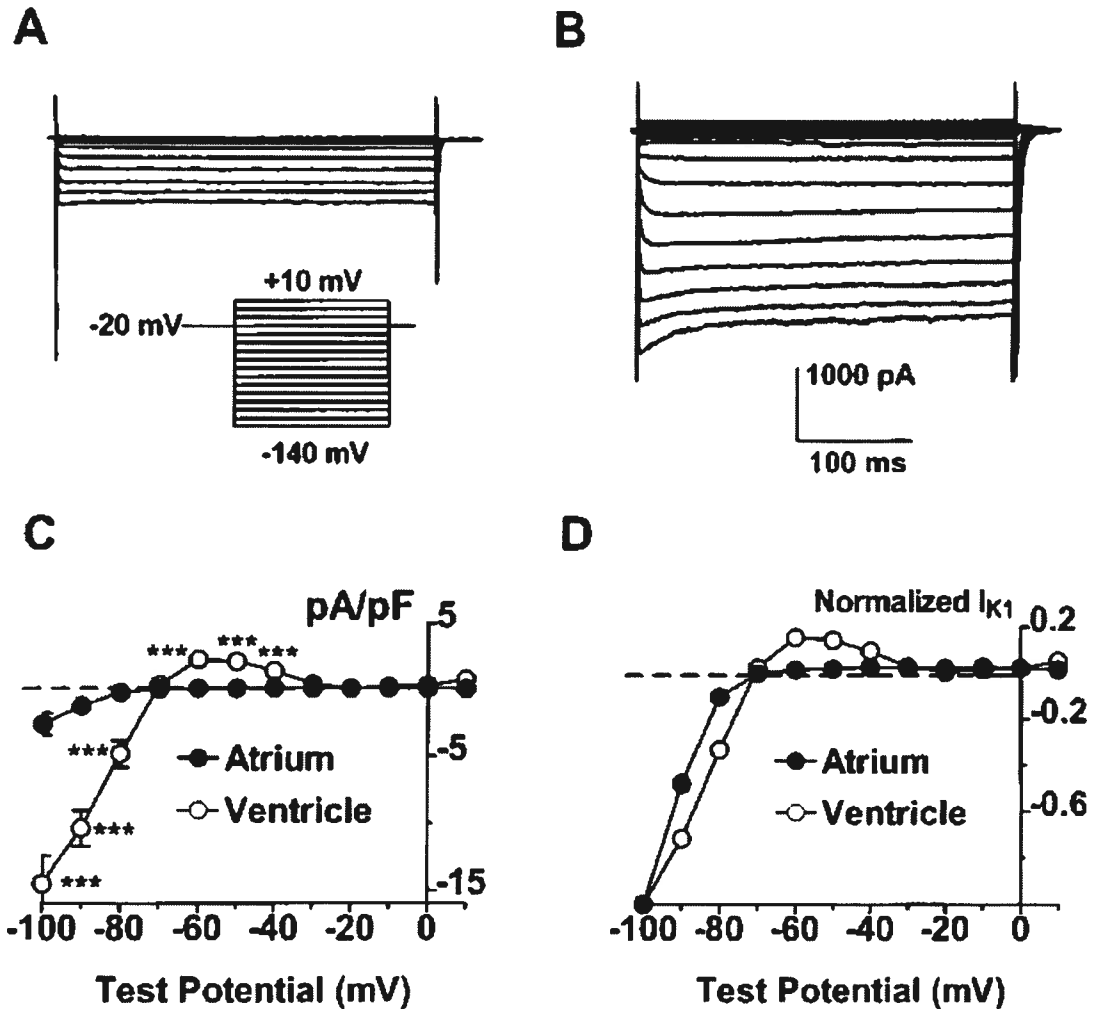 A
B
+10 mV
-20 mV
-140 mV
1000 pA
100 ms
C
D
pA/pF
5
***
***
***
***
***
***
Atrium
Ventricle
-5
-15
-100 -80 -60 -40 -20 0
Test Potential (mV)
Normalized IK1
0.2
-0.2
Atrium
Ventricle
-0.6
-100 -80 -60 -40 -20 0
Test Potential (mV)